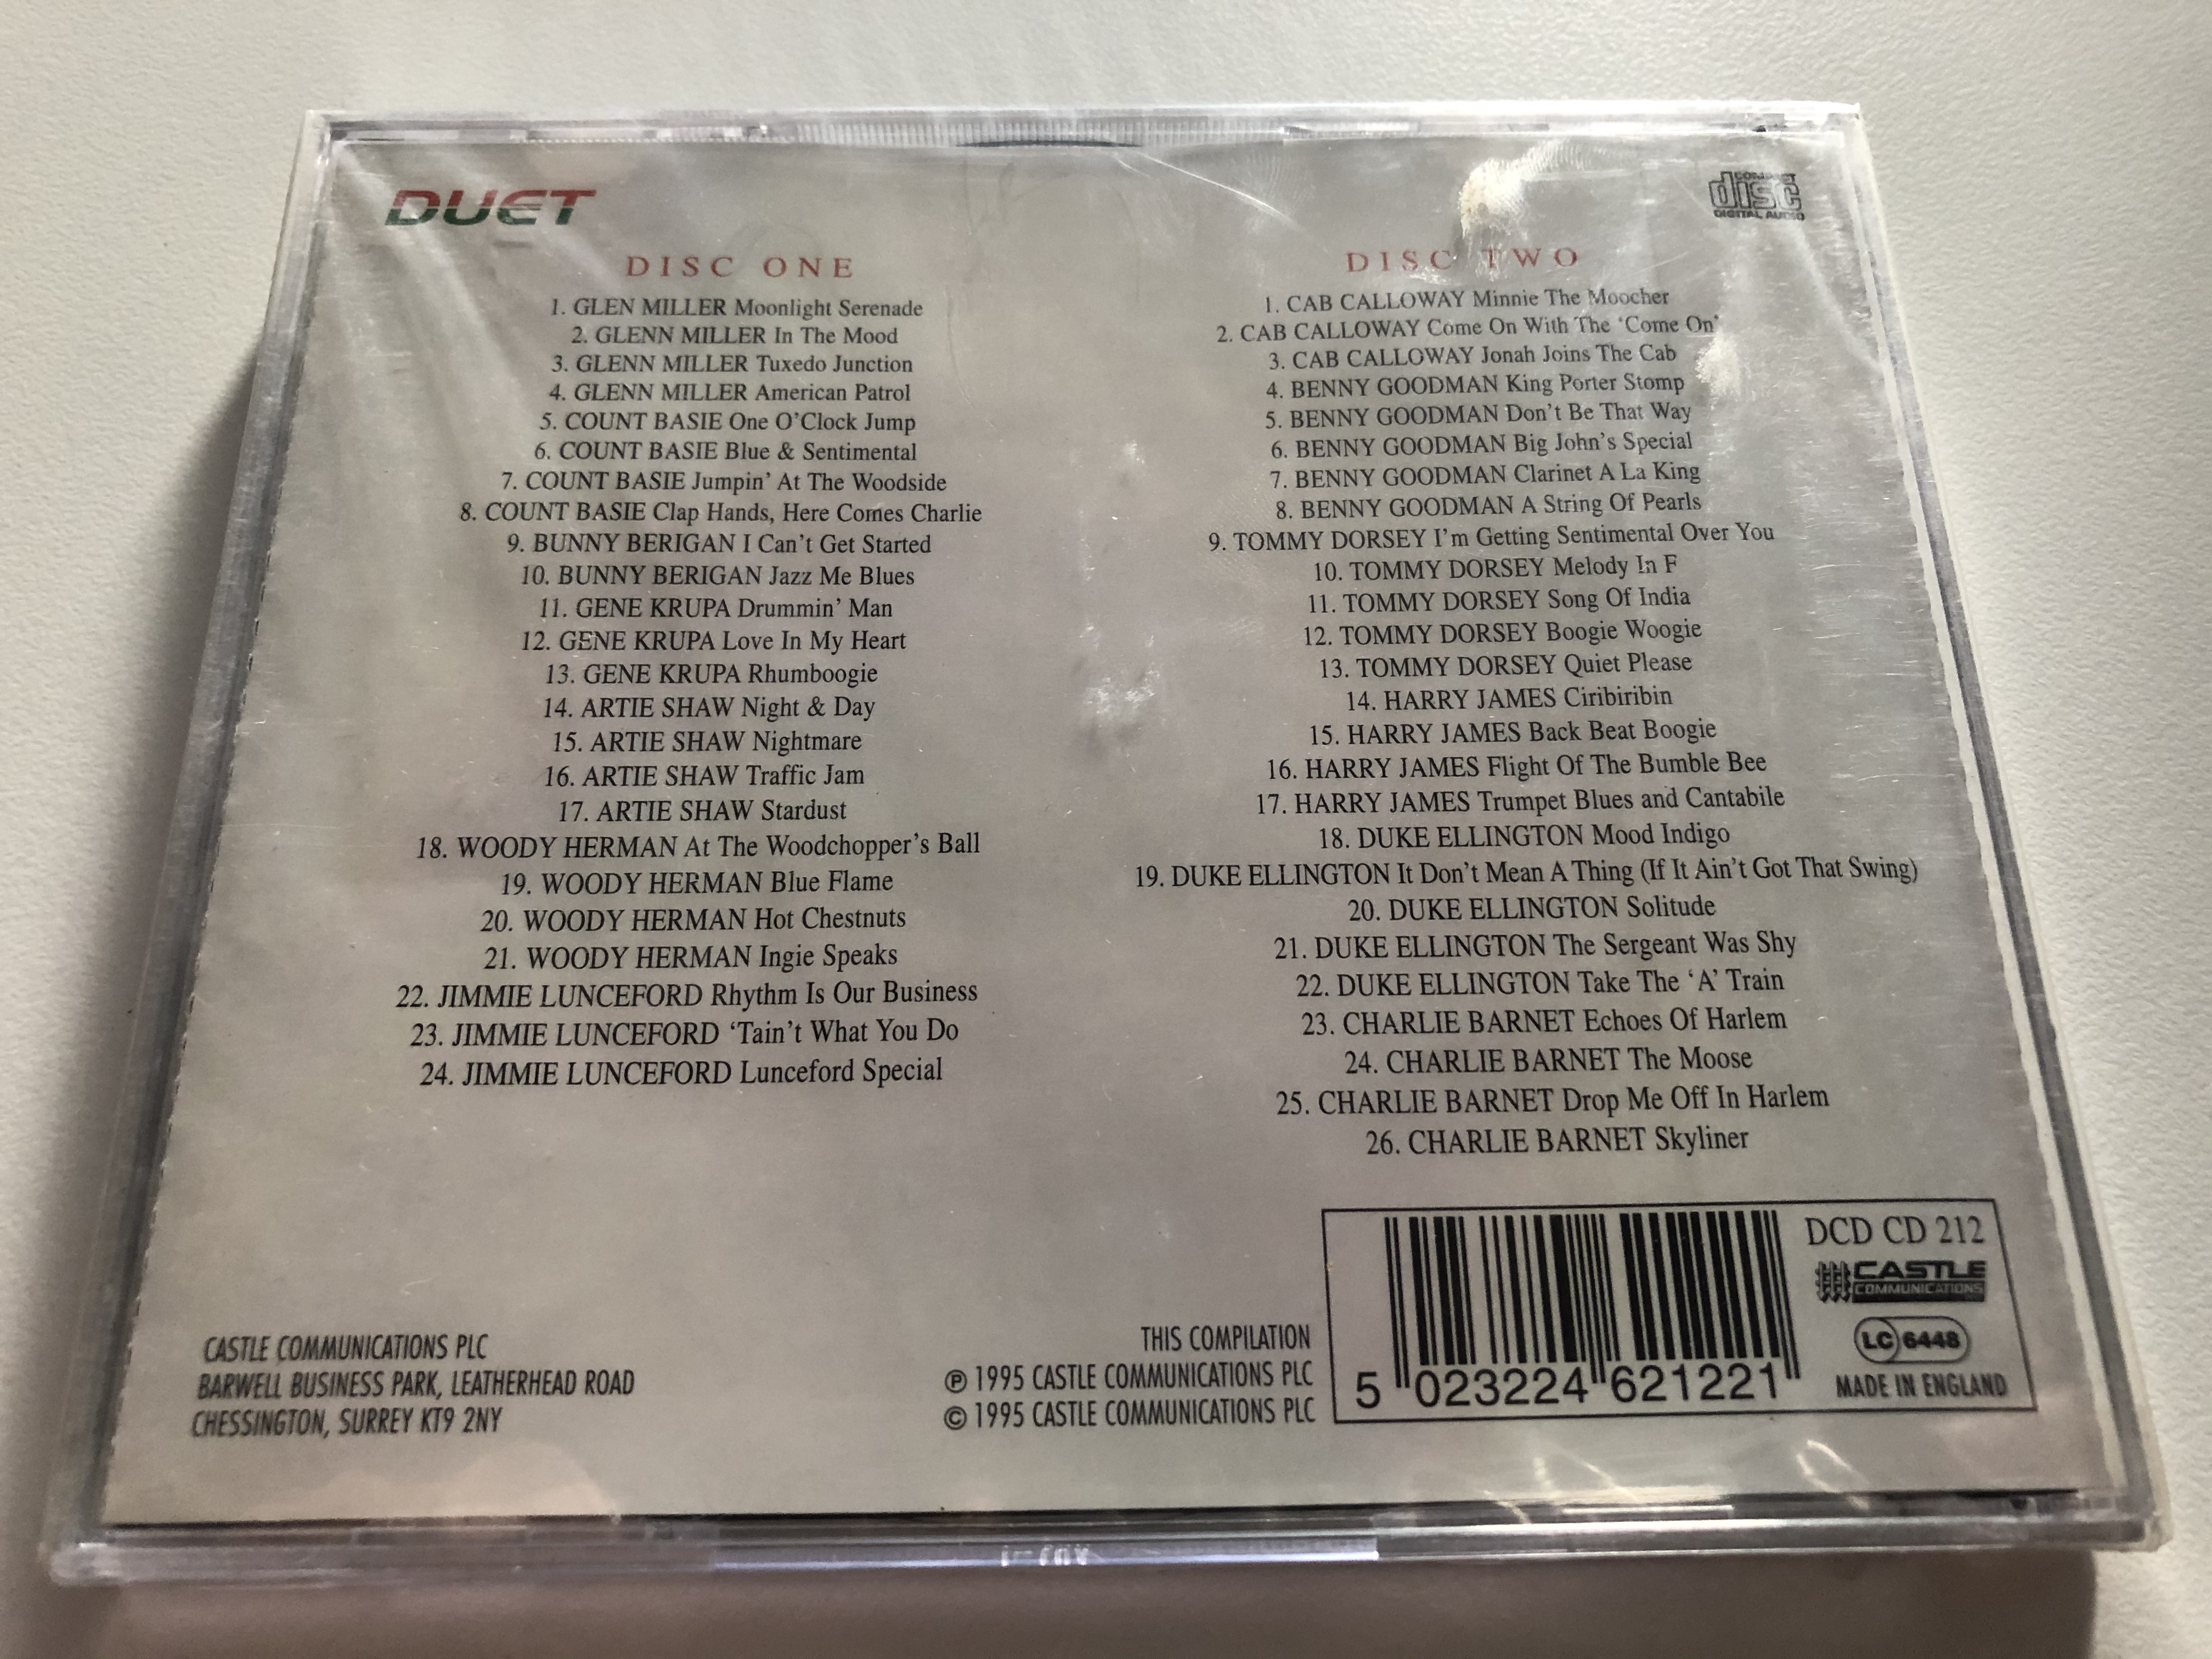 DUET
COMPACT
disc
DIGITAL AUDIO
DISC ONE
1. GLEN MILLER Moonlight Serenade
2. GLENN MILLER In The Mood
3. GLENN MILLER Tuxedo Junction
4. GLENN MILLER American Patrol
5. COUNT BASIE One O'Clock Jump
6. COUNT BASIE Blue & Sentimental
7. COUNT BASIE Jumpin' At The Woodside
8. COUNT BASIE Clap Hands, Here Comes Charlie
9. BUNNY BERIGAN I Can't Get Started
10. BUNNY BERIGAN Jazz Me Blues
11. GENE KRUPA Drummin' Man
12. GENE KRUPA Love In My Heart
13. GENE KRUPA Rhumboogie
14. ARTIE SHAW Night & Day
15. ARTIE SHAW Nightmare
16. ARTIE SHAW Traffic Jam
17. ARTIE SHAW Stardust
18. WOODY HERMAN At The Woodchopper's Ball
19. WOODY HERMAN Blue Flame
20. WOODY HERMAN Hot Chestnuts
21. WOODY HERMAN Ingie Speaks
22. JIMMIE LUNCEFORD Rhythm Is Our Business
23. JIMMIE LUNCEFORD 'Tain't What You Do
24. JIMMIE LUNCEFORD Lunceford Special
DISC TWO
1. CAB CALLOWAY Minnie The Moocher
2. CAB CALLOWAY Come On With The 'Come On'
3. CAB CALLOWAY Jonah Joins The Cab
4. BENNY GOODMAN King Porter Stomp
5. BENNY GOODMAN Don't Be That Way
6. BENNY GOODMAN Big John's Special
7. BENNY GOODMAN Clarinet A La King
8. BENNY GOODMAN A String Of Pearls
9. TOMMY DORSEY I'm Getting Sentimental Over You
10. TOMMY DORSEY Melody In F
11. TOMMY DORSEY Song Of India
12. TOMMY DORSEY Boogie Woogie
13. TOMMY DORSEY Quiet Please
14. HARRY JAMES Ciribiribin
15. HARRY JAMES Back Beat Boogie
16. HARRY JAMES Flight Of The Bumble Bee
17. HARRY JAMES Trumpet Blues and Cantabile
18. DUKE ELLINGTON Mood Indigo
19. DUKE ELLINGTON It Don't Mean A Thing (If It Ain't Got That Swing)
20. DUKE ELLINGTON Solitude
21. DUKE ELLINGTON The Sergeant Was Shy
22. DUKE ELLINGTON Take The 'A' Train
23. CHARLIE BARNET Echoes Of Harlem
24. CHARLIE BARNET The Moose
25. CHARLIE BARNET Drop Me Off In Harlem
26. CHARLIE BARNET Skyliner
CASTLE COMMUNICATIONS PLC
BARWELL BUSINESS PARK, LEATHERHEAD ROAD
CHESSINGTON, SURREY KT9 2NY
THIS COMPILATION
℗ 1995 CASTLE COMMUNICATIONS PLC
© 1995 CASTLE COMMUNICATIONS PLC
5 023224 621221
DCD CD 212
CASTLE
COMMUNICATIONS
LC 6448
MADE IN ENGLAND